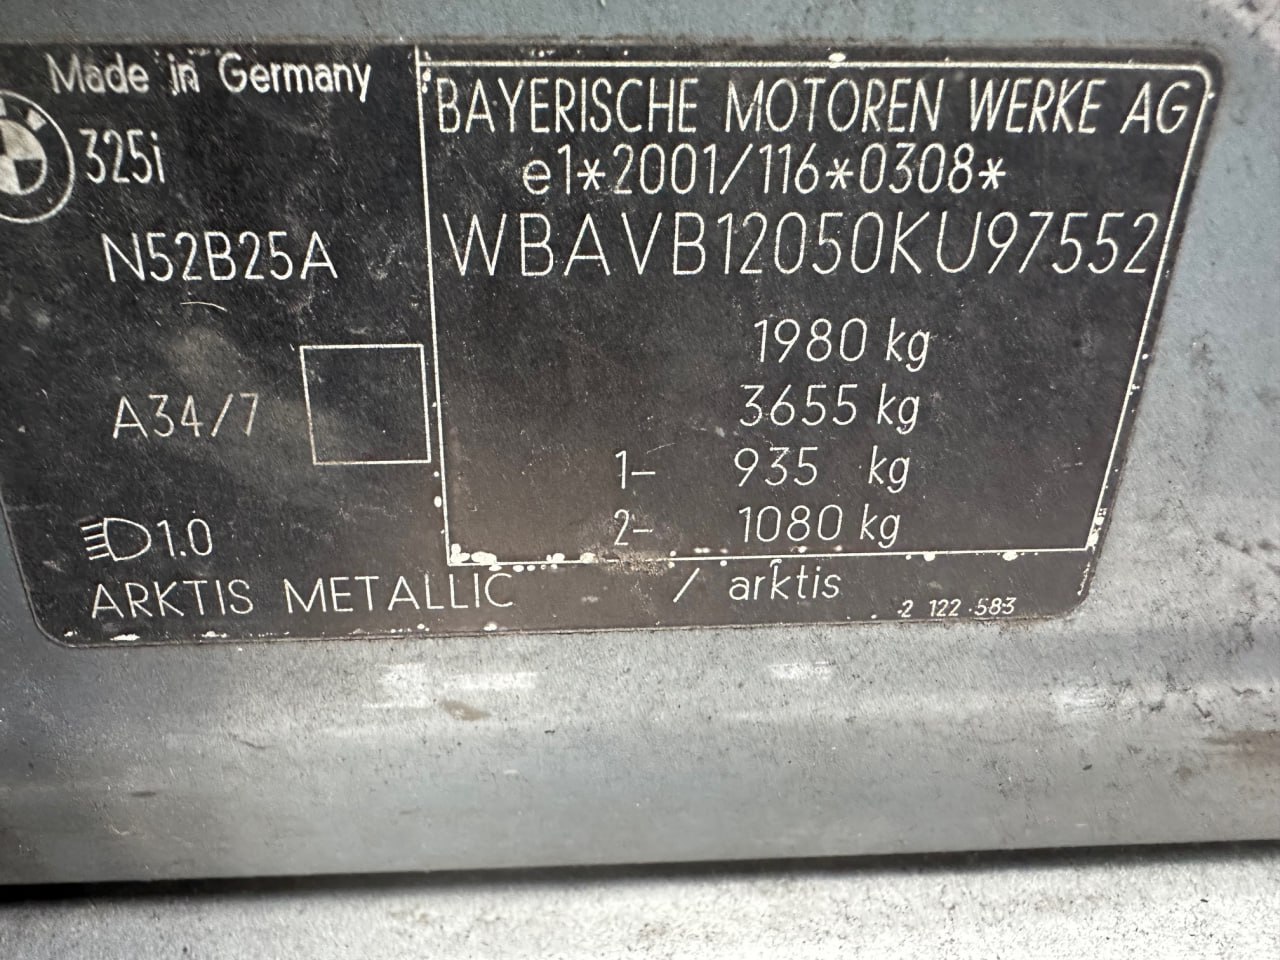 Made in Germany
325i
N52B25A
A34/7
1.0
ARKTIS METALLIC / arktis
BAYERISCHE MOTOREN WERKE AG
e1*2001/116*0308*
WBAVB12050KU97552
1980 kg
3655 kg
1- 935 kg
2- 1080 kg
2 122 583